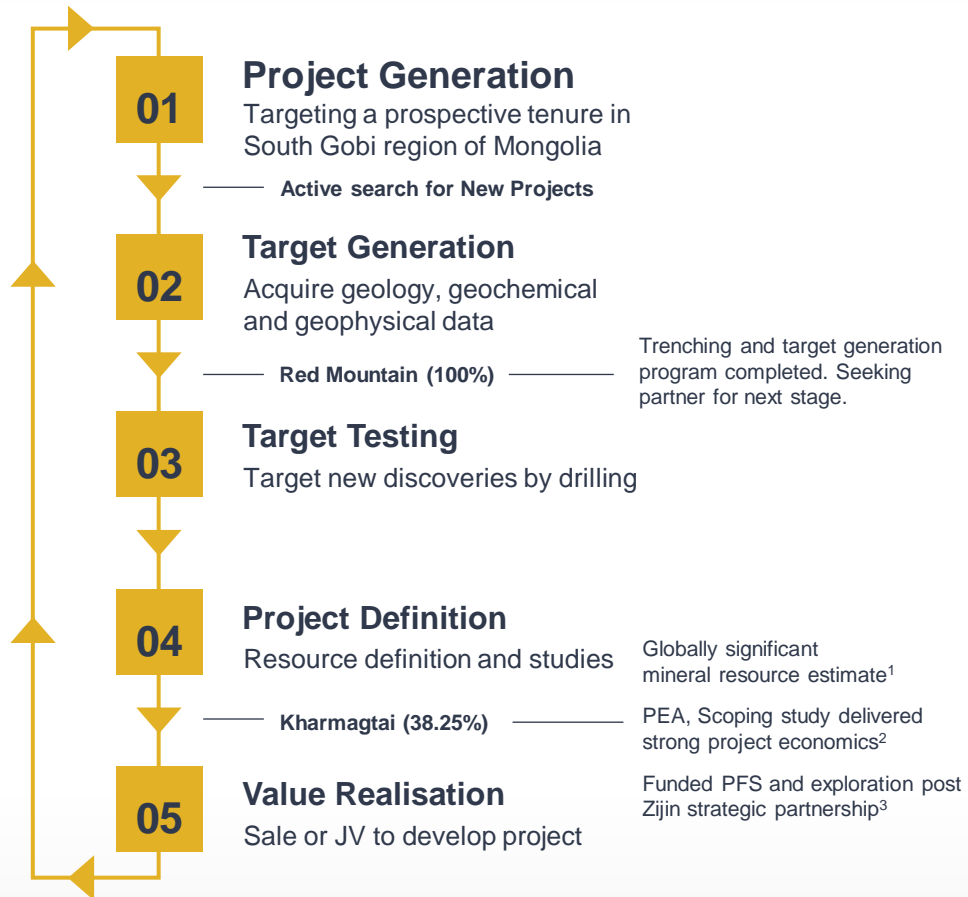 01
Project Generation
Targeting a prospective tenure in
South Gobi region of Mongolia
Active search for New Projects
02
Target Generation
Acquire geology, geochemical
and geophysical data
Red Mountain (100%)
Trenching and target generation
program completed. Seeking
partner for next stage.
03
Target Testing
Target new discoveries by drilling
04
Project Definition
Resource definition and studies
Globally significant
mineral resource estimate¹
Kharmagtai (38.25%)
PEA, Scoping study delivered
strong project economics²
Funded PFS and exploration post
Zijin strategic partnership³
05
Value Realisation
Sale or JV to develop project